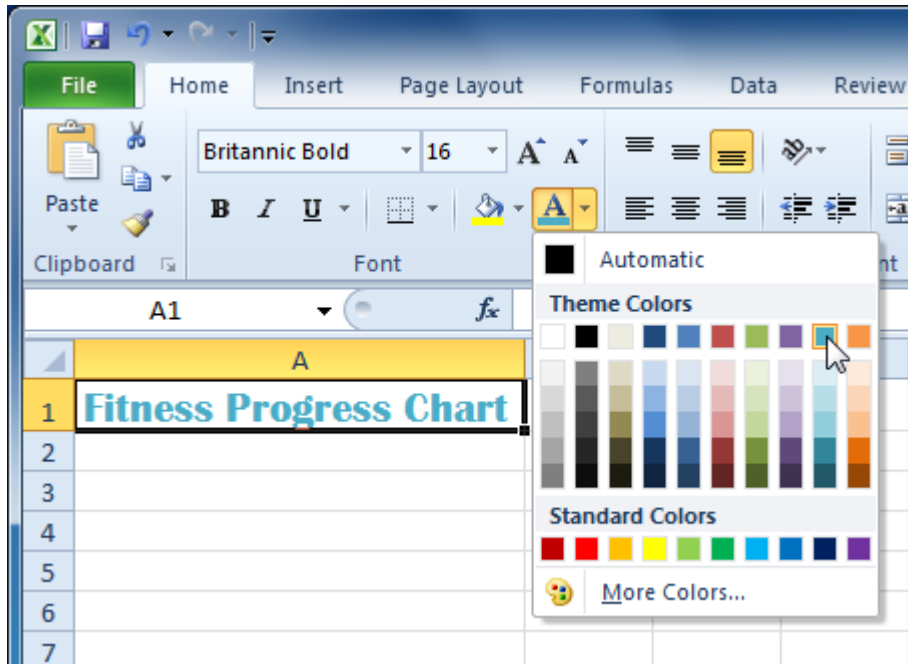 File Home Insert Page Layout Formulas Data Review
Britannic Bold 16 A A
Paste B I U A
Clipboard Font nt
A1 fx
A
1 Fitness Progress Chart
2
3
4
5
6
7
Automatic
Theme Colors
Standard Colors
More Colors...